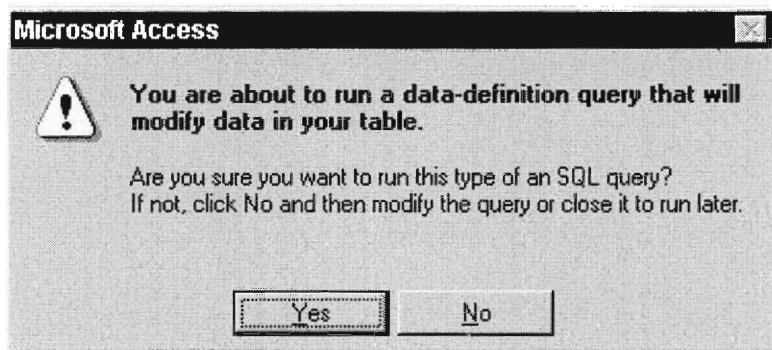 Microsoft Access
You are about to run a data-definition query that will
modify data in your table.
Are you sure you want to run this type of an SQL query?
If not, click No and then modify the query or close it to run later.
Yes
No